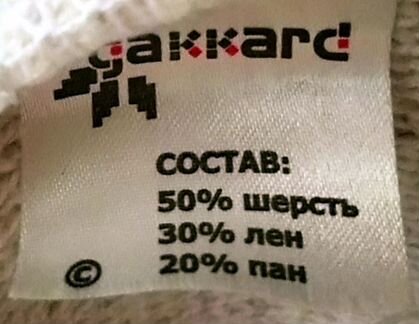 gakkard
СОСТАВ:
50% шерсть
30% лен
20% пан
©